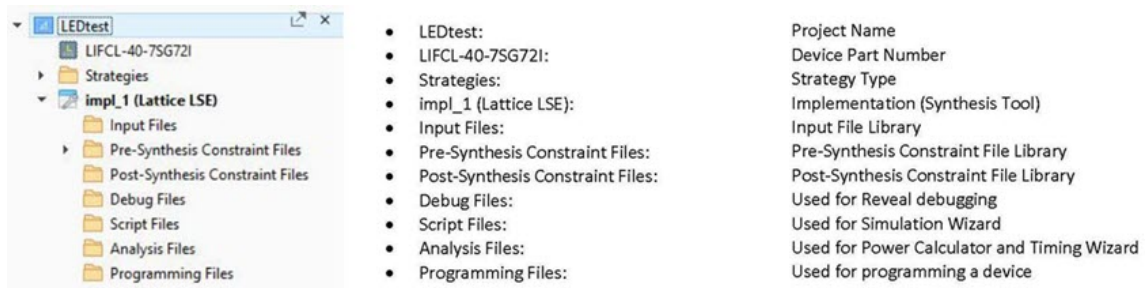 LEDtest
LIFCL-40-7SG72I
Strategies
impl_1 (Lattice LSE)
Input Files
Pre-Synthesis Constraint Files
Post-Synthesis Constraint Files
Debug Files
Script Files
Analysis Files
Programming Files
• LEDtest: Project Name
• LIFCL-40-7SG72I: Device Part Number
• Strategies: Strategy Type
• impl_1 (Lattice LSE): Implementation (Synthesis Tool)
• Input Files: Input File Library
• Pre-Synthesis Constraint Files: Pre-Synthesis Constraint File Library
• Post-Synthesis Constraint Files: Post-Synthesis Constraint File Library
• Debug Files: Used for Reveal debugging
• Script Files: Used for Simulation Wizard
• Analysis Files: Used for Power Calculator and Timing Wizard
• Programming Files: Used for programming a device